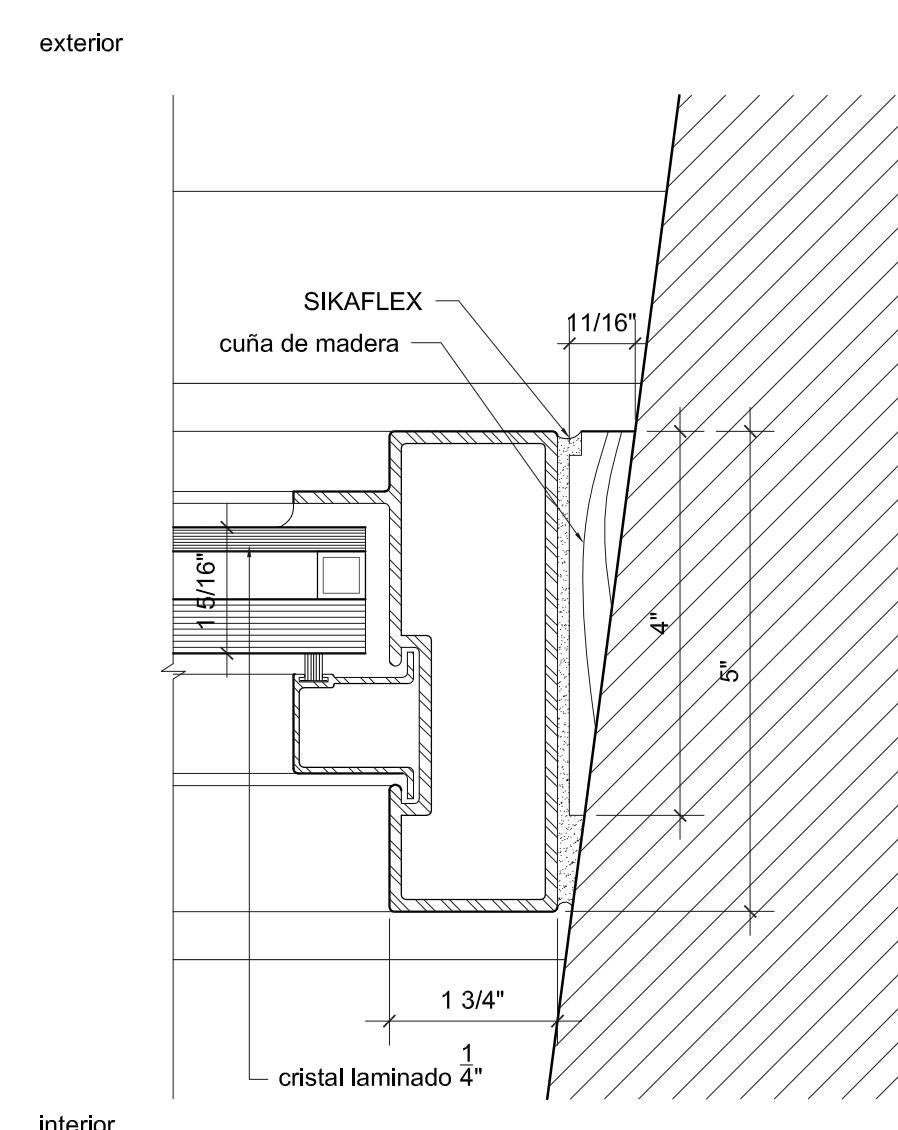 exterior
SIKAFLEX
11/16"
cuña de madera
1 5/16"
4"
5"
1 3/4"
cristal laminado 1/4"
interior